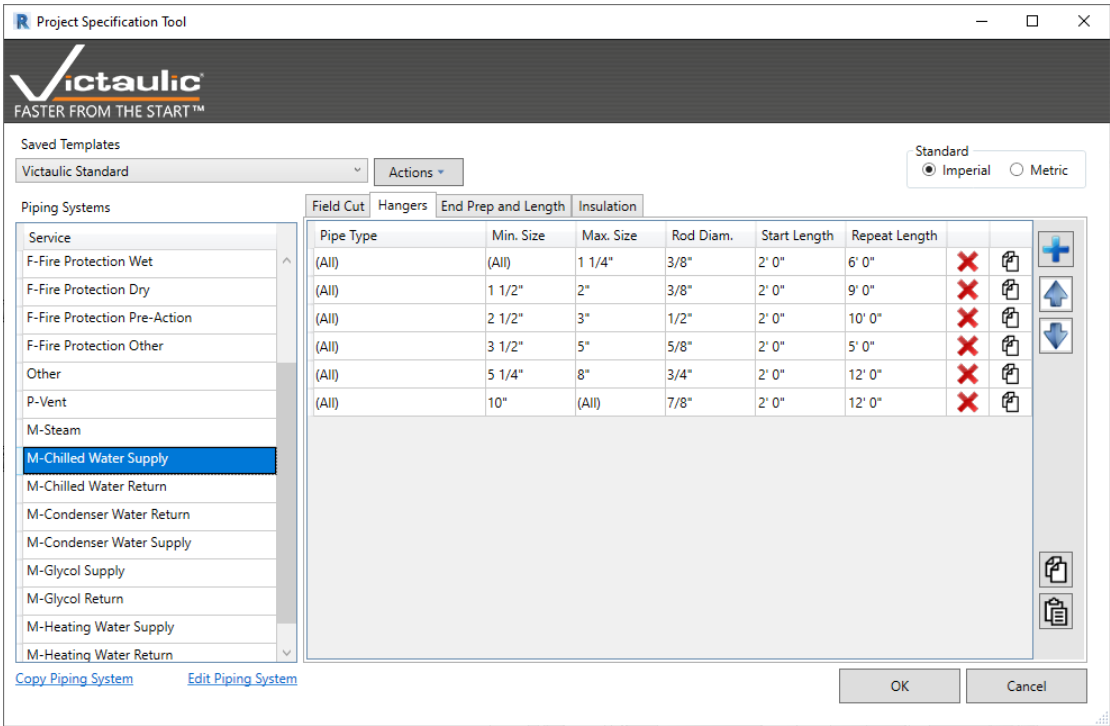 Project Specification Tool
Victaulic
FASTER FROM THE START™
Saved Templates
Victaulic Standard
Actions
Standard
Imperial
Metric
Piping Systems
Field Cut Hangers End Prep and Length Insulation
Service
F-Fire Protection Wet
F-Fire Protection Dry
F-Fire Protection Pre-Action
F-Fire Protection Other
Other
P-Vent
M-Steam
M-Chilled Water Supply
M-Chilled Water Return
M-Condenser Water Return
M-Condenser Water Supply
M-Glycol Supply
M-Glycol Return
M-Heating Water Supply
M-Heating Water Return
Pipe Type Min. Size Max. Size Rod Diam. Start Length Repeat Length
(All) (All) 1 1/4" 3/8" 2' 0" 6' 0"
(All) 1 1/2" 2" 3/8" 2' 0" 9' 0"
(All) 2 1/2" 3" 1/2" 2' 0" 10' 0"
(All) 3 1/2" 5" 5/8" 2' 0" 5' 0"
(All) 5 1/4" 8" 3/4" 2' 0" 12' 0"
(All) 10" (All) 7/8" 2' 0" 12' 0"
Copy Piping System
Edit Piping System
OK
Cancel